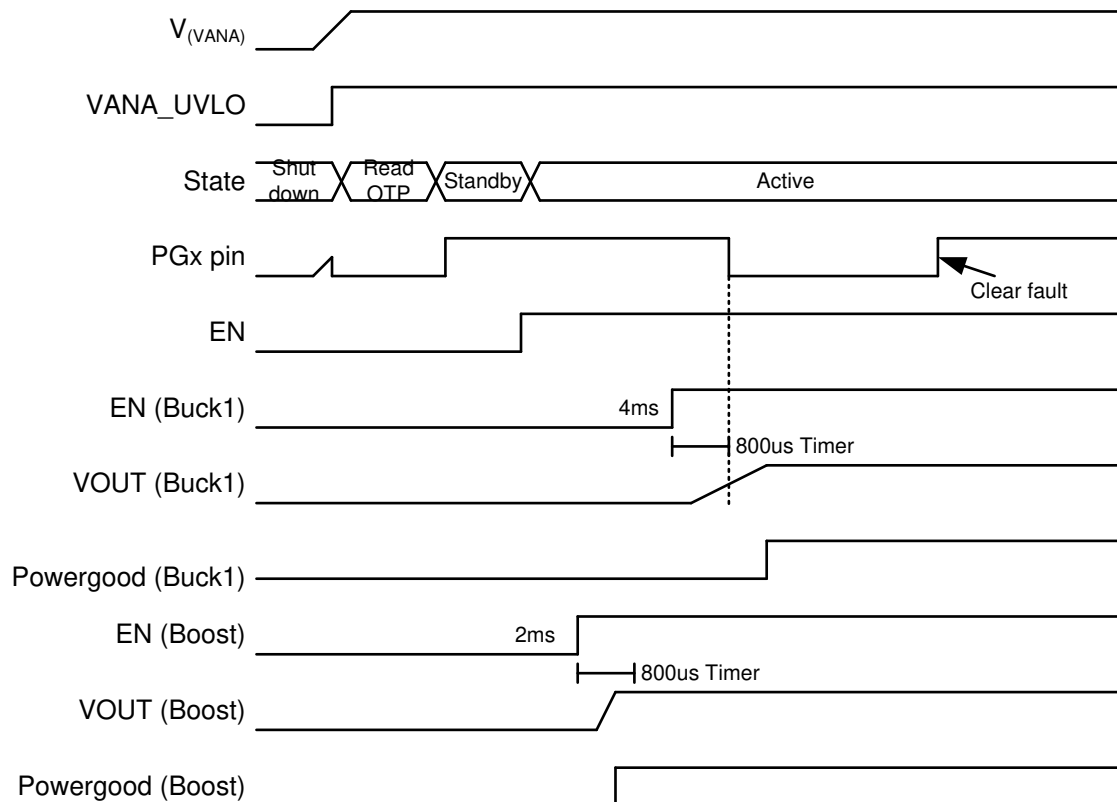 V(VANA)
VANA_UVLO
State
Shut
down
Read
OTP
Standby
Active
PGx pin
Clear fault
EN
EN (Buck1)
4ms
800us Timer
VOUT (Buck1)
Powergood (Buck1)
EN (Boost)
2ms
800us Timer
VOUT (Boost)
Powergood (Boost)